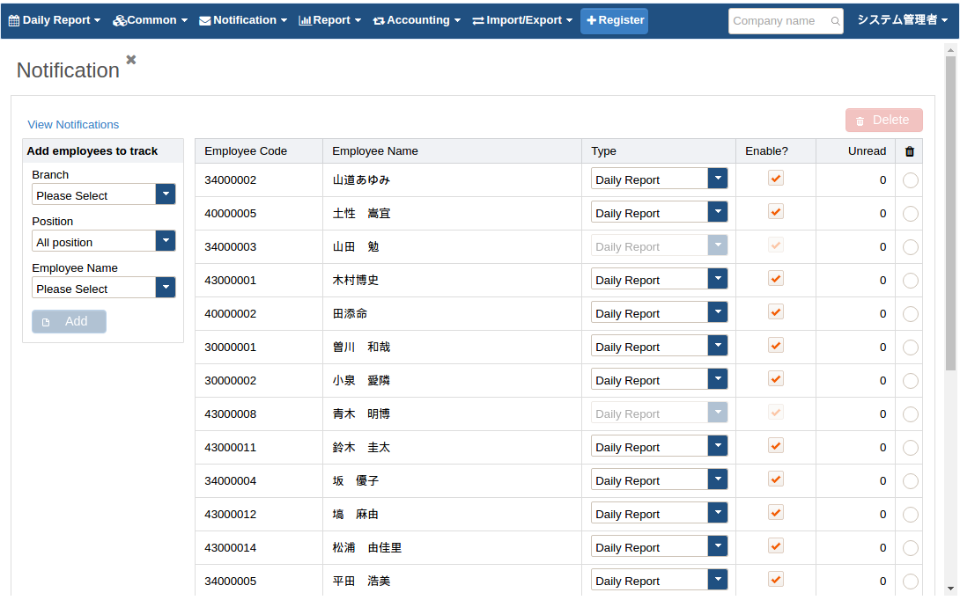 Daily Report Common Notification Report Accounting Import/Export Register Company name システム管理者
Notification
View Notifications
Delete
Add employees to track
Branch
Please Select
Position
All position
Employee Name
Please Select
Add
Employee Code Employee Name Type Enable? Unread
34000002 山道あゆみ Daily Report 0
40000005 土性 嵩宜 Daily Report 0
34000003 山田 勉 Daily Report 0
43000001 木村博史 Daily Report 0
40000002 田添命 Daily Report 0
30000001 曽川 和哉 Daily Report 0
30000002 小泉 愛隣 Daily Report 0
43000008 青木 明博 Daily Report 0
43000011 鈴木 圭太 Daily Report 0
34000004 坂 優子 Daily Report 0
43000012 塙 麻由 Daily Report 0
43000014 松浦 由佳里 Daily Report 0
34000005 平田 浩美 Daily Report 0